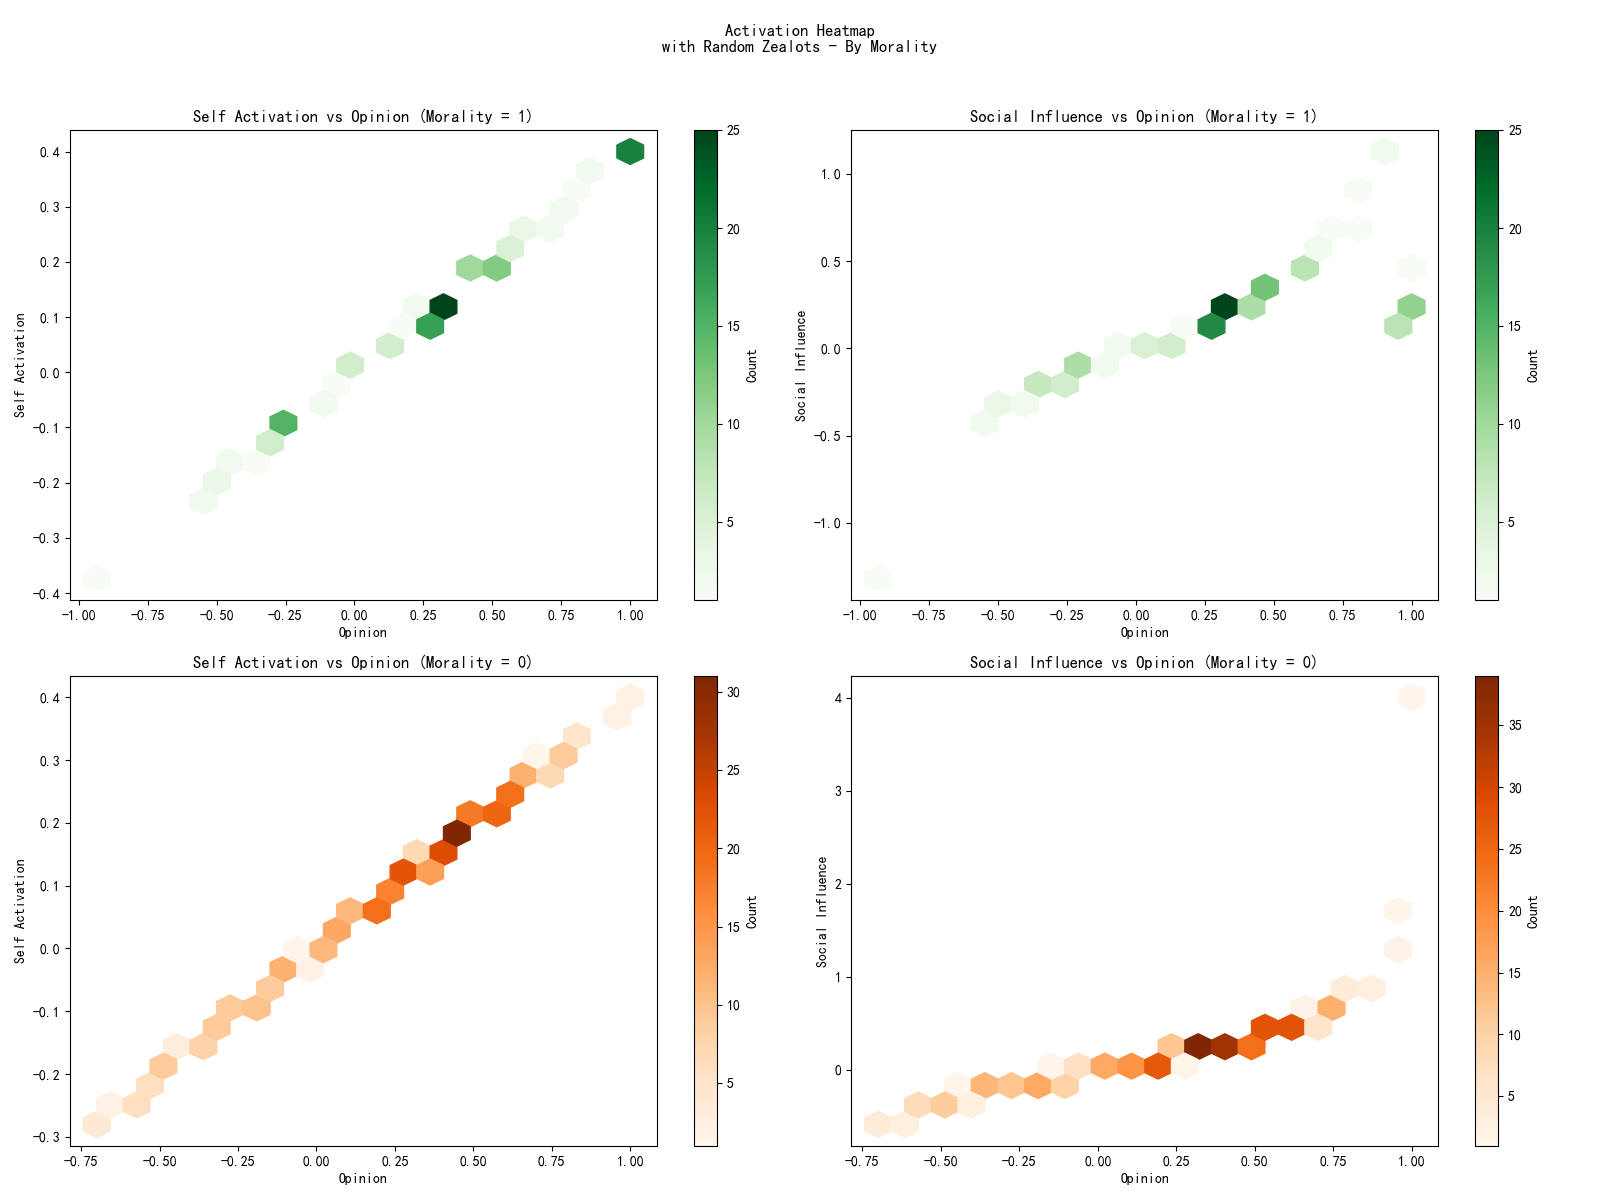 Activation Heatmap
with Random Zealots - By Morality
Self Activation vs Opinion (Morality = 1)
0.4
0.3
0.2
0.1
0.0
-0.1
-0.2
-0.3
-0.4
Self Activation
-1.00 -0.75 -0.50 -0.25 0.00 0.25 0.50 0.75 1.00
Opinion
25
20
15
10
5
Count
Social Influence vs Opinion (Morality = 1)
1.0
0.5
0.0
-0.5
-1.0
Social Influence
-1.00 -0.75 -0.50 -0.25 0.00 0.25 0.50 0.75 1.00
Opinion
25
20
15
10
5
Count
Self Activation vs Opinion (Morality = 0)
0.4
0.3
0.2
0.1
0.0
-0.1
-0.2
-0.3
Self Activation
-0.75 -0.50 -0.25 0.00 0.25 0.50 0.75 1.00
Opinion
30
25
20
15
10
5
Count
Social Influence vs Opinion (Morality = 0)
4
3
2
1
0
Social Influence
-0.75 -0.50 -0.25 0.00 0.25 0.50 0.75 1.00
Opinion
35
30
25
20
15
10
5
Count